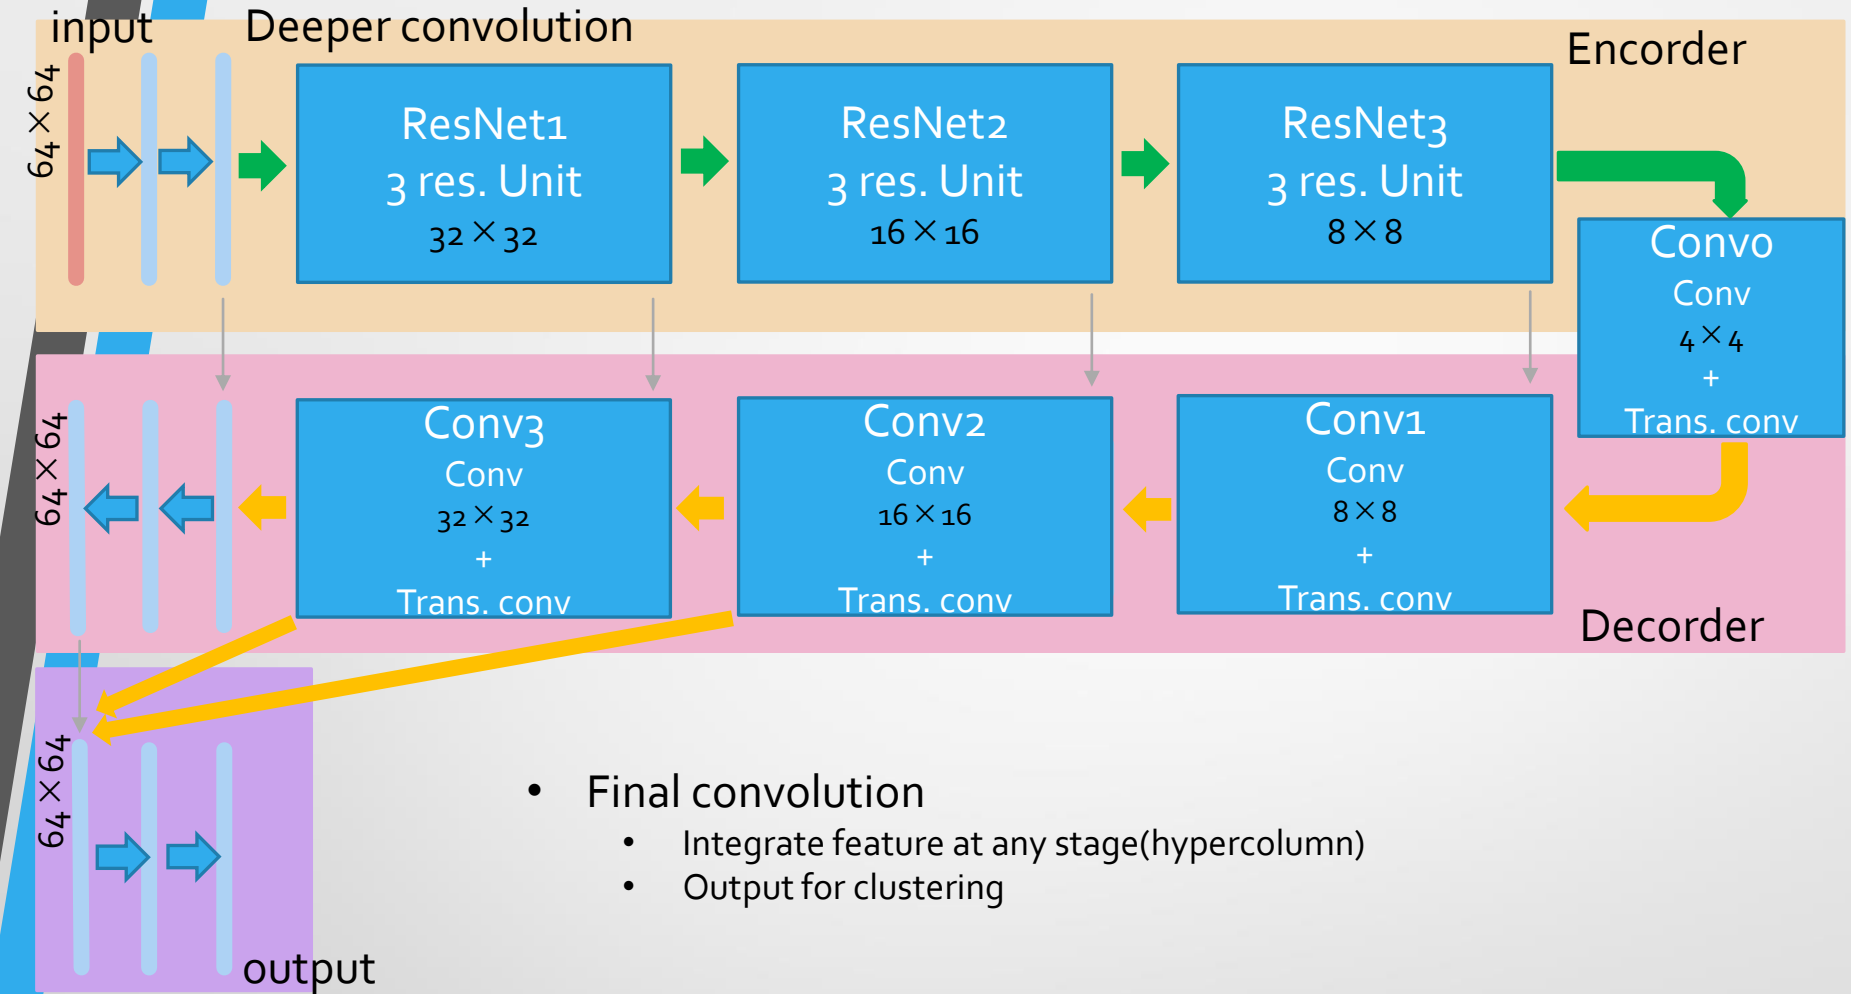 input
Deeper convolution
Encorder
64×64
ResNet1
3 res. Unit
32×32
ResNet2
3 res. Unit
16×16
ResNet3
3 res. Unit
8×8
Conv0
Conv
4×4
+
Trans. conv
64×64
Conv3
Conv
32×32
+
Trans. conv
Conv2
Conv
16×16
+
Trans. conv
Conv1
Conv
8×8
+
Trans. conv
Decorder
64×64
output
• Final convolution
• Integrate feature at any stage(hypercolumn)
• Output for clustering